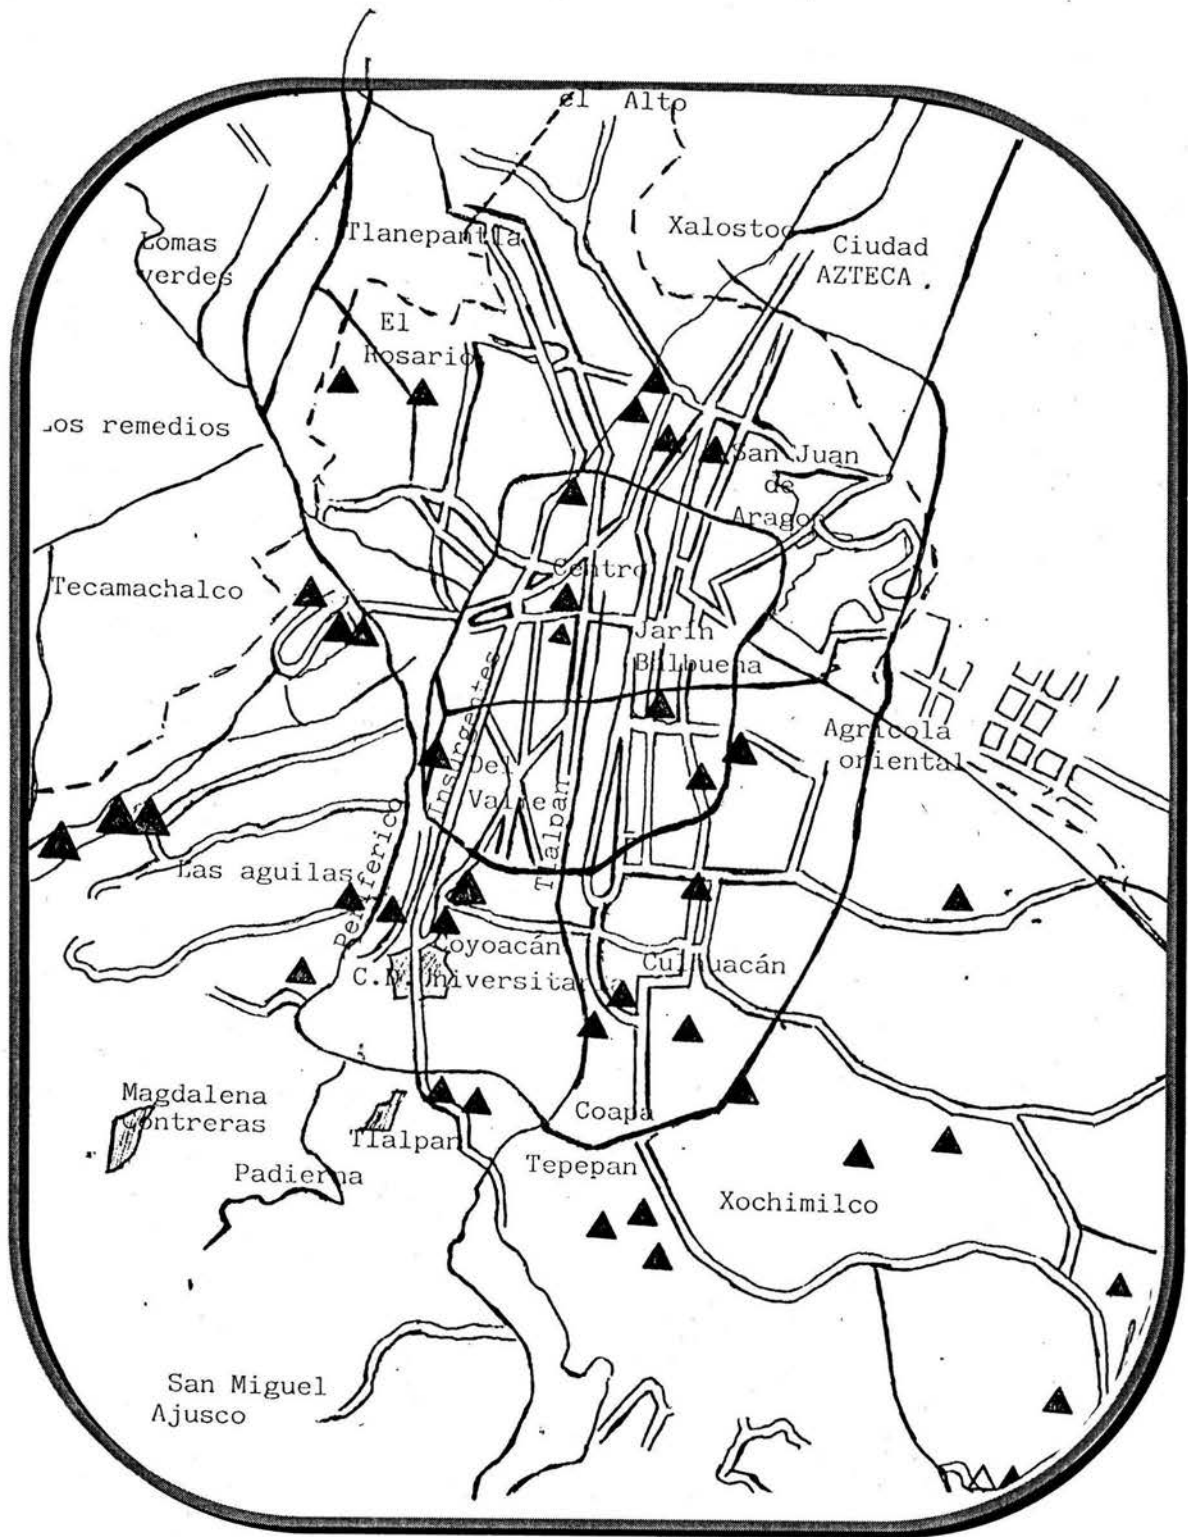 el Alto
Xalostoc
Tlanepantla
Lomas
verdes
Ciudad
AZTECA
El
Rosario
Los remedios
San Juan
de
Aragon
Centro
Tecamachalco
Jarin
Balbuena
Insurgentes
Agricola
oriental
Del
Valle
Tlalpan
Periferico
Las aguilas
Coyoacán
Culhuacán
C.D.Universitaria
Magdalena
Contreras
Coapa
Tlalpan
Tepepan
Padierna
Xochimilco
San Miguel
Ajusco